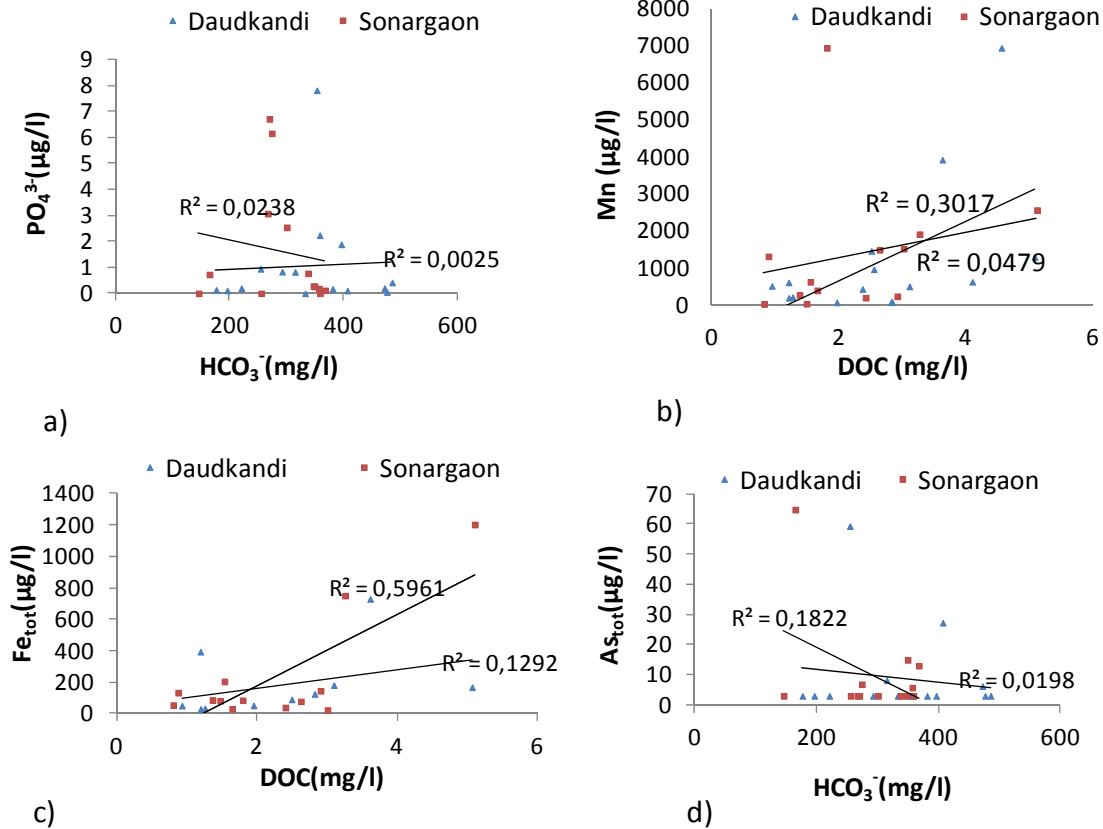 Daudkandi Sonargaon
9
8
7
6
5
4
3
2
1
0
PO₄³⁻(µg/l)
R² = 0,0238
R² = 0,0025
0 200 400 600
HCO₃⁻(mg/l)
a)
Daudkandi Sonargaon
8000
7000
6000
5000
4000
3000
2000
1000
0
Mn (µg/l)
R² = 0,3017
R² = 0,0479
0 2 4 6
DOC (mg/l)
b)
Daudkandi Sonargaon
1400
1200
1000
800
600
400
200
0
Fetot(µg/l)
R² = 0,5961
R² = 0,1292
0 2 4 6
DOC(mg/l)
c)
Daudkandi Sonargaon
70
60
50
40
30
20
10
0
Astot(µg/l)
R² = 0,1822
R² = 0,0198
0 200 400 600
HCO₃⁻(mg/l)
d)